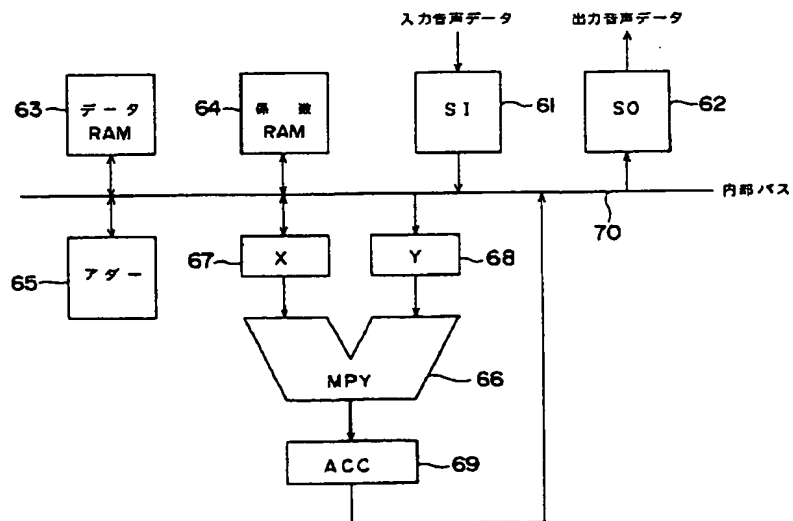 入力音声データ
出力音声データ
63
データ
RAM
64
係数
RAM
SI
61
SO
62
内部バス
70
65
アダー
67
X
Y
68
MPY
66
ACC
69